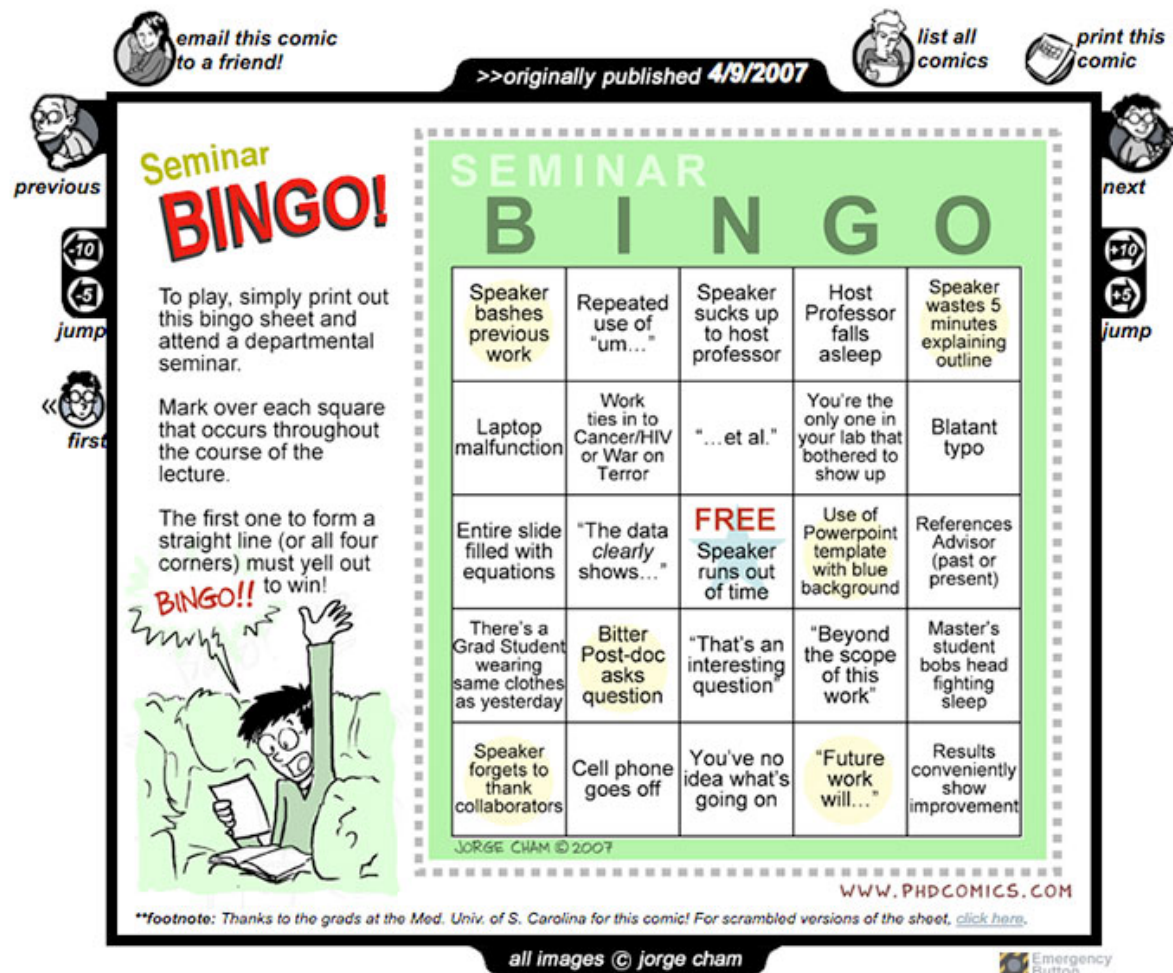 email this comic
to a friend!
list all
comics
print this
comic
>>originally published 4/9/2007
previous
next
-10
-5
jump
+10
+5
jump
«
first
Seminar
BINGO!
To play, simply print out
this bingo sheet and
attend a departmental
seminar.
Mark over each square
that occurs throughout
the course of the
lecture.
The first one to form a
straight line (or all four
corners) must yell out
BINGO!! to win!
SEMINAR
B I N G O
Speaker
bashes
previous
work
Repeated
use of
“um...”
Speaker
sucks up
to host
professor
Host
Professor
falls
asleep
Speaker
wastes 5
minutes
explaining
outline
Laptop
malfunction
Work
ties in to
Cancer/HIV
or War on
Terror
“...et al.”
You're the
only one in
your lab that
bothered to
show up
Blatant
typo
Entire slide
filled with
equations
“The data
clearly
shows...”
FREE
Speaker
runs out
of time
Use of
Powerpoint
template
with blue
background
References
Advisor
(past or
present)
There's a
Grad Student
wearing
same clothes
as yesterday
Bitter
Post-doc
asks
question
“That's an
interesting
question”
“Beyond
the scope
of this
work”
Master's
student
bobs head
fighting
sleep
Speaker
forgets to
thank
collaborators
Cell phone
goes off
You've no
idea what's
going on
“Future
work
will...”
Results
conveniently
show
improvement
JORGE CHAM © 2007
WWW.PHDCOMICS.COM
**footnote: Thanks to the grads at the Med. Univ. of S. Carolina for this comic! For scrambled versions of the sheet, click here.
all images © jorge cham
Emergency
Button